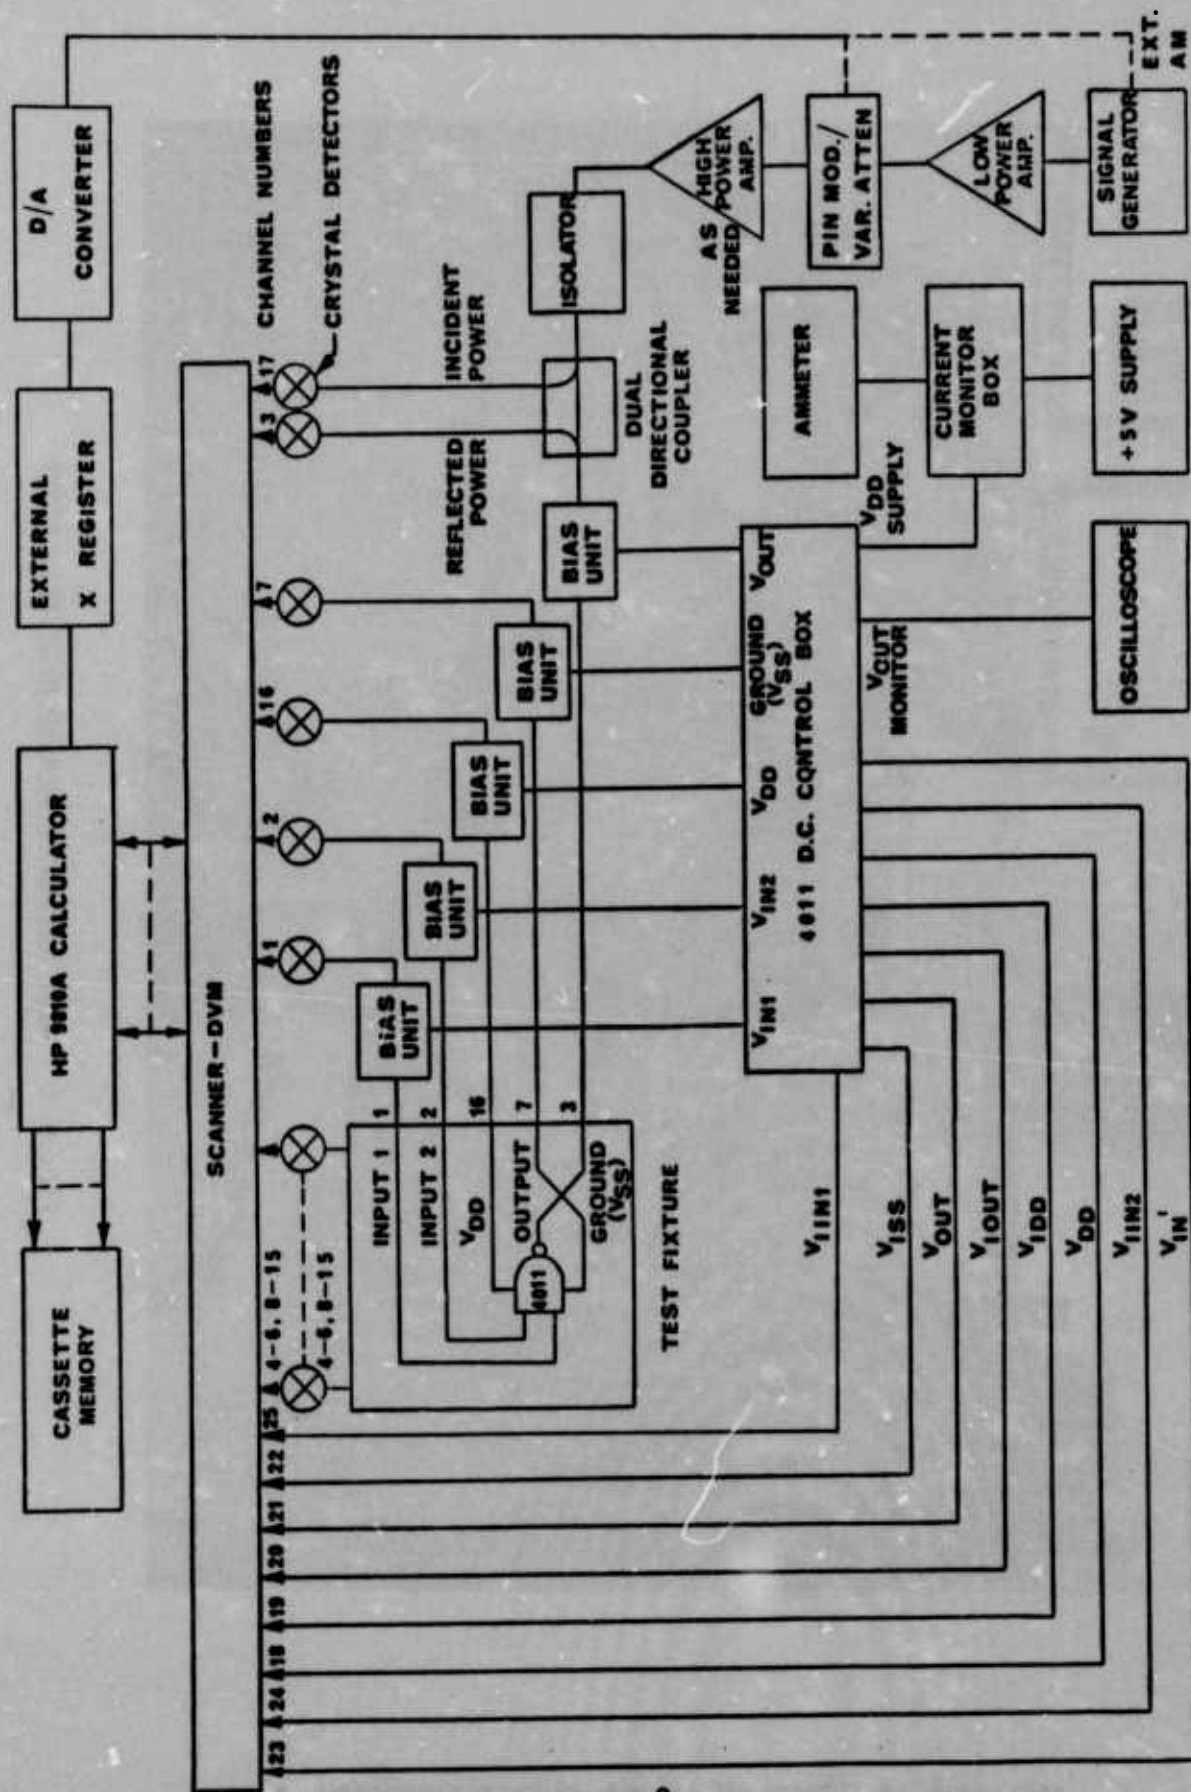 CASSETTE
MEMORY
HP 9810A CALCULATOR
EXTERNAL
X REGISTER
D/A
CONVERTER
SCANNER-DVM
CHANNEL NUMBERS
CRYSTAL DETECTORS
23
24
18
19
20
21
22
25
4-6, 8-15
1
2
16
7
3
17
4-6, 8-15
INPUT 1
1
INPUT 2
2
VDD
16
OUTPUT
7
GROUND
(VSS)
3
4011
TEST FIXTURE
BIAS
UNIT
BIAS
UNIT
BIAS
UNIT
BIAS
UNIT
BIAS
UNIT
REFLECTED
POWER
INCIDENT
POWER
DUAL
DIRECTIONAL
COUPLER
ISOLATOR
AS
NEEDED
HIGH
POWER
AMP.
PIN MOD./
VAR. ATTEN
LOW
POWER
AMP.
SIGNAL
GENERATOR
EXT.
AM
VIN1
VIN2
VDD
GROUND
(VSS)
VOUT
4011 D.C. CONTROL BOX
AMMETER
VDD
SUPPLY
CURRENT
MONITOR
BOX
+5V SUPPLY
VOUT
MONITOR
OSCILLOSCOPE
VIIN1
VISS
VOUT
VIOUT
VIDD
VDD
VIIN2
VIN'